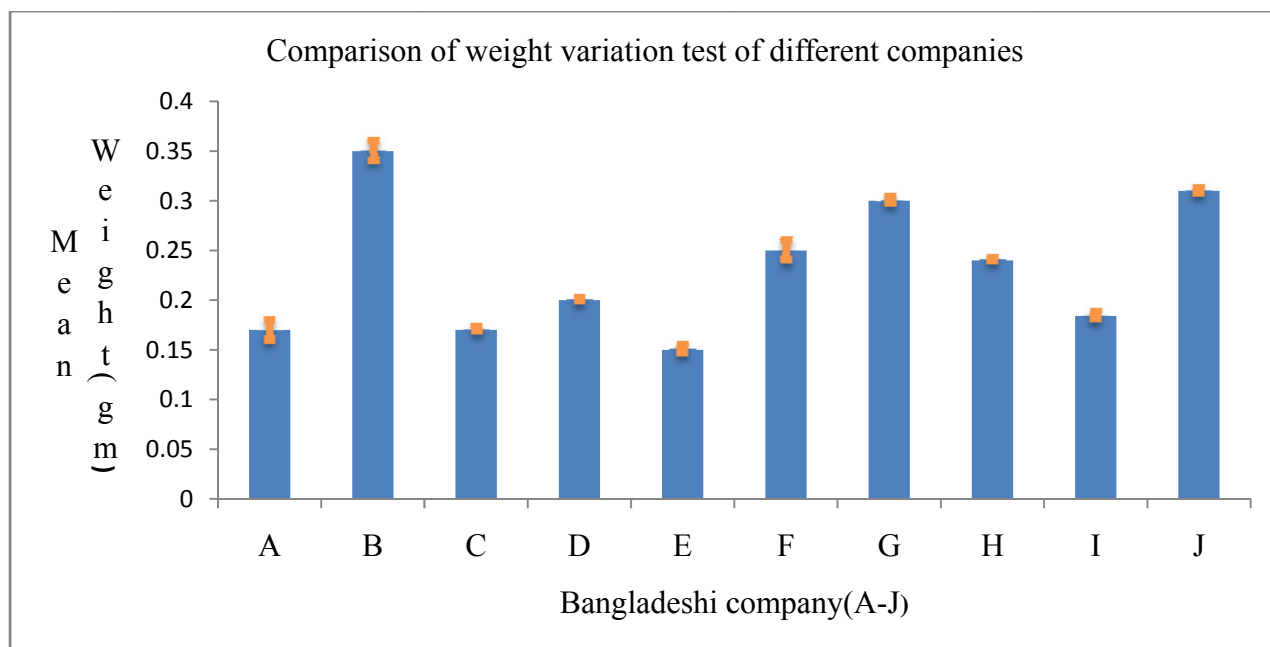 Comparison of weight variation test of different companies
Mean
Weight(gm)
0.4
0.35
0.3
0.25
0.2
0.15
0.1
0.05
0
A B C D E F G H I J
Bangladeshi company(A-J)